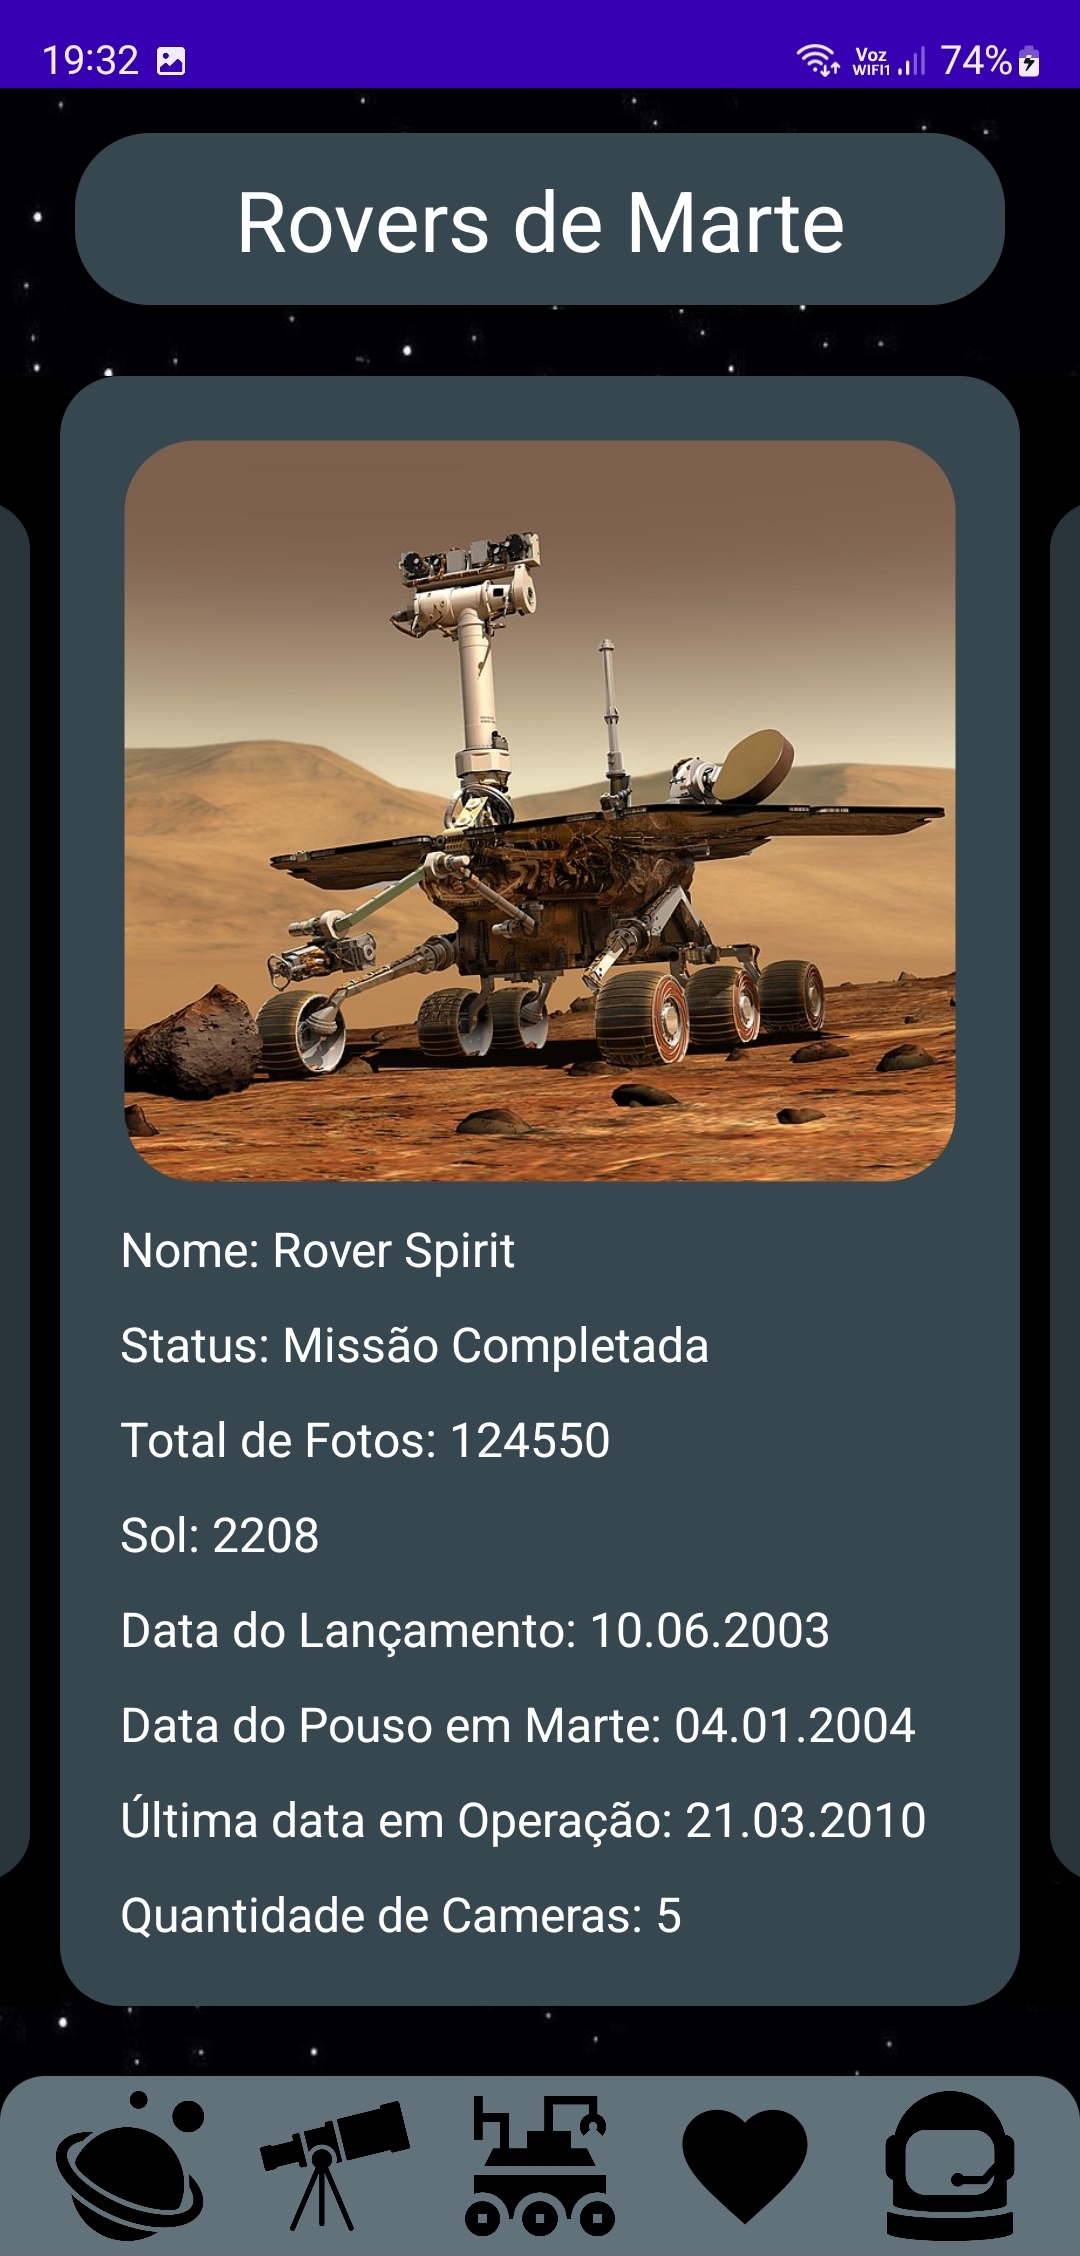 19:32 Voz WIFI1 74%
Rovers de Marte
Nome: Rover Spirit
Status: Missão Completada
Total de Fotos: 124550
Sol: 2208
Data do Lançamento: 10.06.2003
Data do Pouso em Marte: 04.01.2004
Última data em Operação: 21.03.2010
Quantidade de Cameras: 5